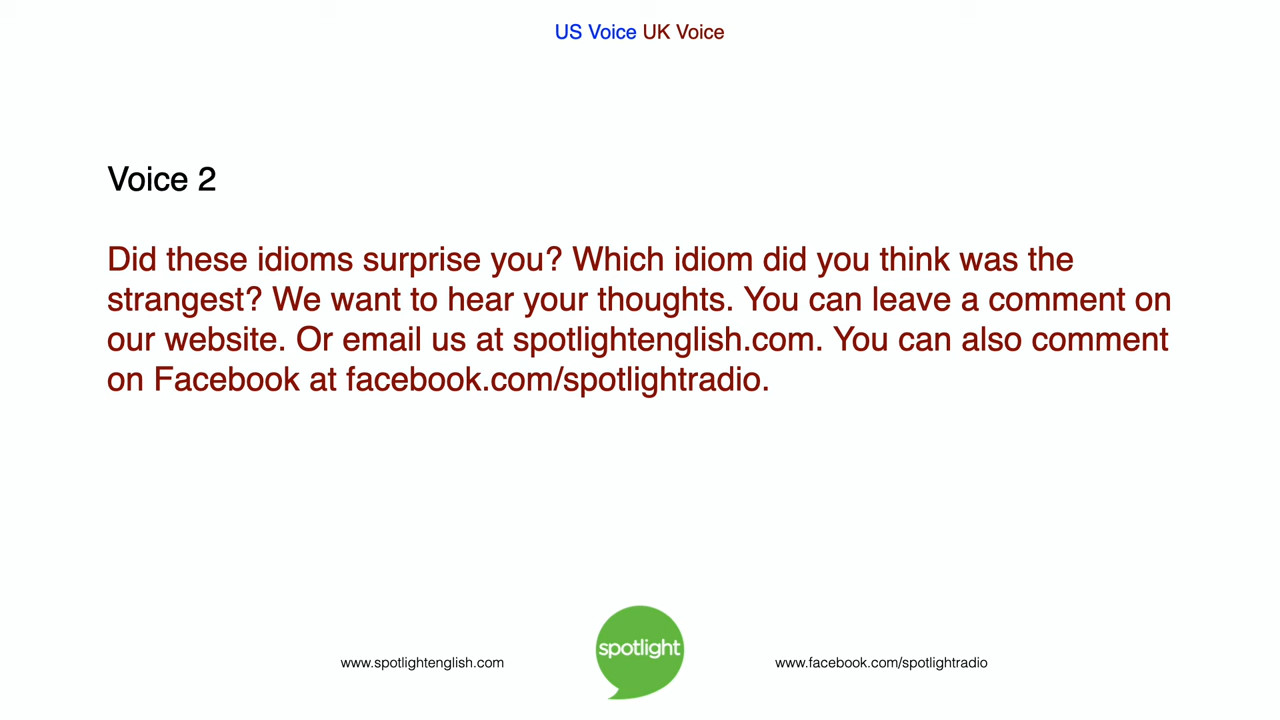 US Voice UK Voice
Voice 2
Did these idioms surprise you? Which idiom did you think was the
strangest? We want to hear your thoughts. You can leave a comment on
our website. Or email us at spotlightenglish.com. You can also comment
on Facebook at facebook.com/spotlightradio.
www.spotlightenglish.com
spotlight
www.facebook.com/spotlightradio